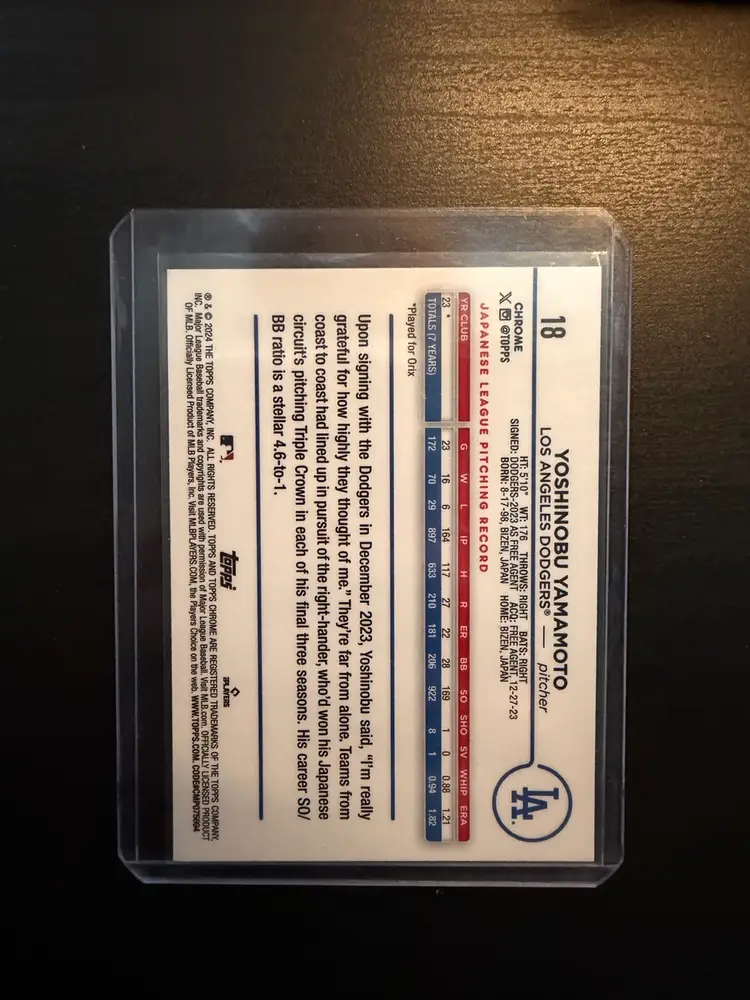 18
YOSHINOBU YAMAMOTO
LOS ANGELES DODGERS® — pitcher
LA
CHROME
X @TOPPS
HT: 5'10" WT: 176 THROWS: RIGHT BATS: RIGHT
SIGNED: DODGERS-2023 AS FREE AGENT ACQ: FREE AGENT, 12-27-23
BORN: 8-17-98, BIZEN, JAPAN HOME: BIZEN, JAPAN
JAPANESE LEAGUE PITCHING RECORD
YR CLUB G W L IP H R ER BB SO SHO SV WHIP ERA
23 * 23 16 6 164 117 27 22 28 169 1 0 0.88 1.21
TOTALS (7 YEARS) 172 70 29 897 633 210 181 206 922 8 1 0.94 1.82
*Played for Orix
Upon signing with the Dodgers in December 2023, Yoshinobu said, "I'm really
grateful for how highly they thought of me." They're far from alone. Teams from
coast to coast had lined up in pursuit of the right-hander, who'd won his Japanese
circuit's pitching Triple Crown in each of his final three seasons. His career SO/
BB ratio is a stellar 4.6-to-1.
topps
PLAYERS
® & © 2024 THE TOPPS COMPANY, INC. ALL RIGHTS RESERVED. TOPPS AND TOPPS CHROME ARE REGISTERED TRADEMARKS OF THE TOPPS COMPANY,
INC. Major League Baseball trademarks and copyrights are used with permission of Major League Baseball. Visit MLB.com. OFFICIALLY LICENSED PRODUCT
OF MLB. Officially Licensed Product of MLB Players, Inc. Visit MLBPLAYERS.COM, the Players Choice on the web. WWW.TOPPS.COM. CODE#CMP075694